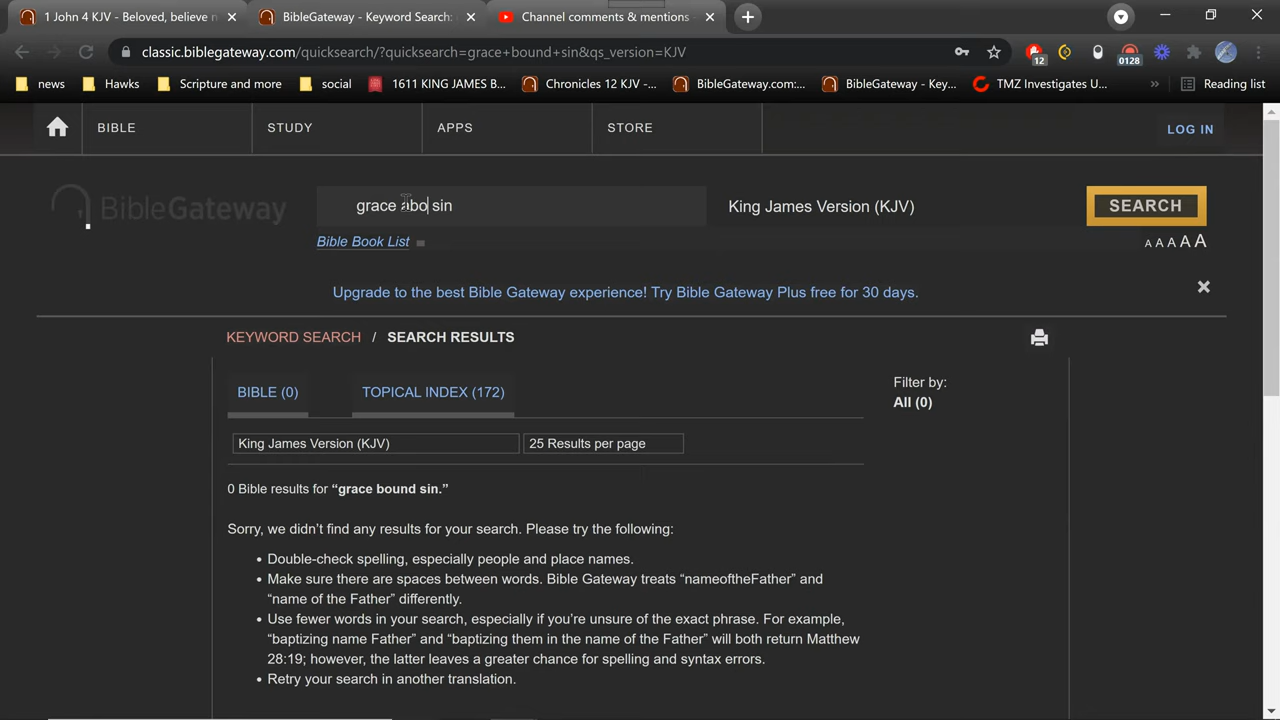 1 John 4 KJV - Beloved, believe n
BibleGateway - Keyword Search:
Channel comments & mentions
classic.biblegateway.com/quicksearch/?quicksearch=grace+bound+sin&qs_version=KJV
12
0128
news
Hawks
Scripture and more
social
1611 KING JAMES B...
Chronicles 12 KJV -...
BibleGateway.com:...
BibleGateway - Key...
TMZ Investigates U...
»
Reading list
BIBLE
STUDY
APPS
STORE
LOG IN
BibleGateway
grace abo sin
King James Version (KJV)
SEARCH
Bible Book List
A A A A A
Upgrade to the best Bible Gateway experience! Try Bible Gateway Plus free for 30 days.
KEYWORD SEARCH / SEARCH RESULTS
BIBLE (0)
TOPICAL INDEX (172)
Filter by:
All (0)
King James Version (KJV)
25 Results per page
0 Bible results for “grace bound sin.”
Sorry, we didn’t find any results for your search. Please try the following:
• Double-check spelling, especially people and place names.
• Make sure there are spaces between words. Bible Gateway treats “nameoftheFather” and
“name of the Father” differently.
• Use fewer words in your search, especially if you’re unsure of the exact phrase. For example,
“baptizing name Father” and “baptizing them in the name of the Father” will both return Matthew
28:19; however, the latter leaves a greater chance for spelling and syntax errors.
• Retry your search in another translation.